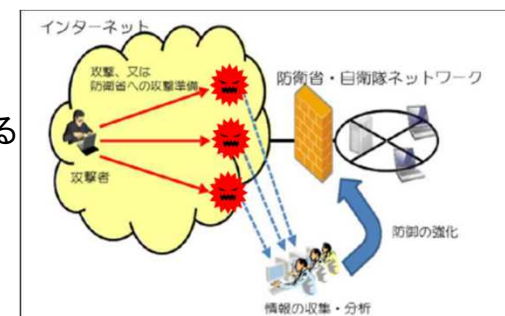 インターネット
攻撃、又は
防衛省への攻撃準備
防衛省・自衛隊ネットワーク
る
攻撃者
防御の強化
情報の収集・分析